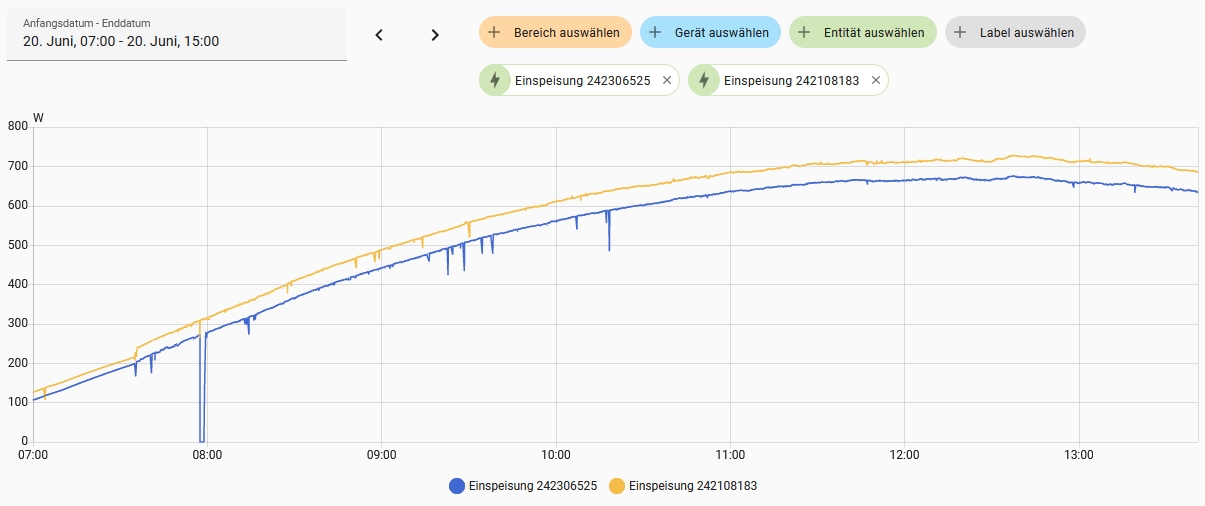 Anfangsdatum - Enddatum
20. Juni, 07:00 - 20. Juni, 15:00
Bereich auswählen
Gerät auswählen
Entität auswählen
Label auswählen
Einspeisung 242306525
Einspeisung 242108183
W
800
700
600
500
400
300
200
100
0
07:00
08:00
09:00
10:00
11:00
12:00
13:00
Einspeisung 242306525
Einspeisung 242108183